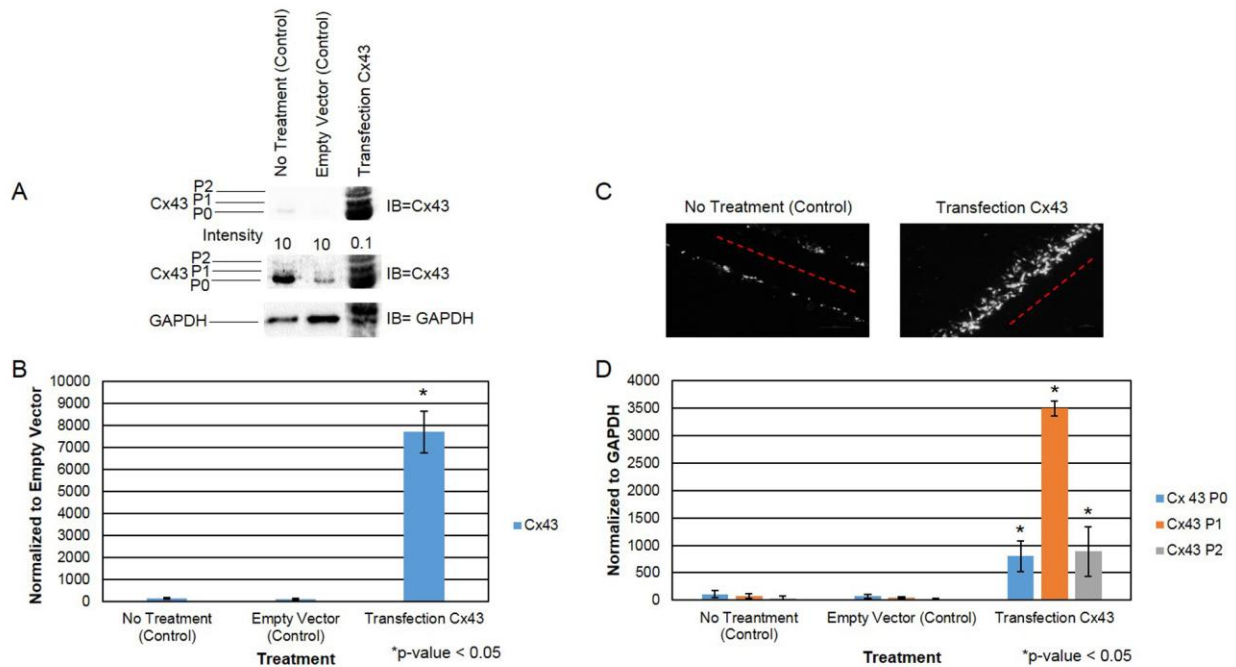 No Treatment (Control)
Empty Vector (Control)
Transfection Cx43
A
P2
Cx43 P1
P0
IB=Cx43
Intensity 10 10 0.1
P2
Cx43 P1
P0
IB=Cx43
GAPDH
IB= GAPDH
B
Normalized to Empty Vector
10000
9000
8000
7000
6000
5000
4000
3000
2000
1000
0
*
Cx43
No Treatment (Control)
Empty Vector (Control)
Transfection Cx43
Treatment
*p-value < 0.05
C
No Treatment (Control)
Transfection Cx43
D
Normalized to GAPDH
4000
3500
3000
2500
2000
1500
1000
500
0
*
*
*
Cx 43 P0
Cx43 P1
Cx43 P2
No Treatment
(Control)
Empty Vector (Control)
Transfection Cx43
Treatment
*p-value < 0.05